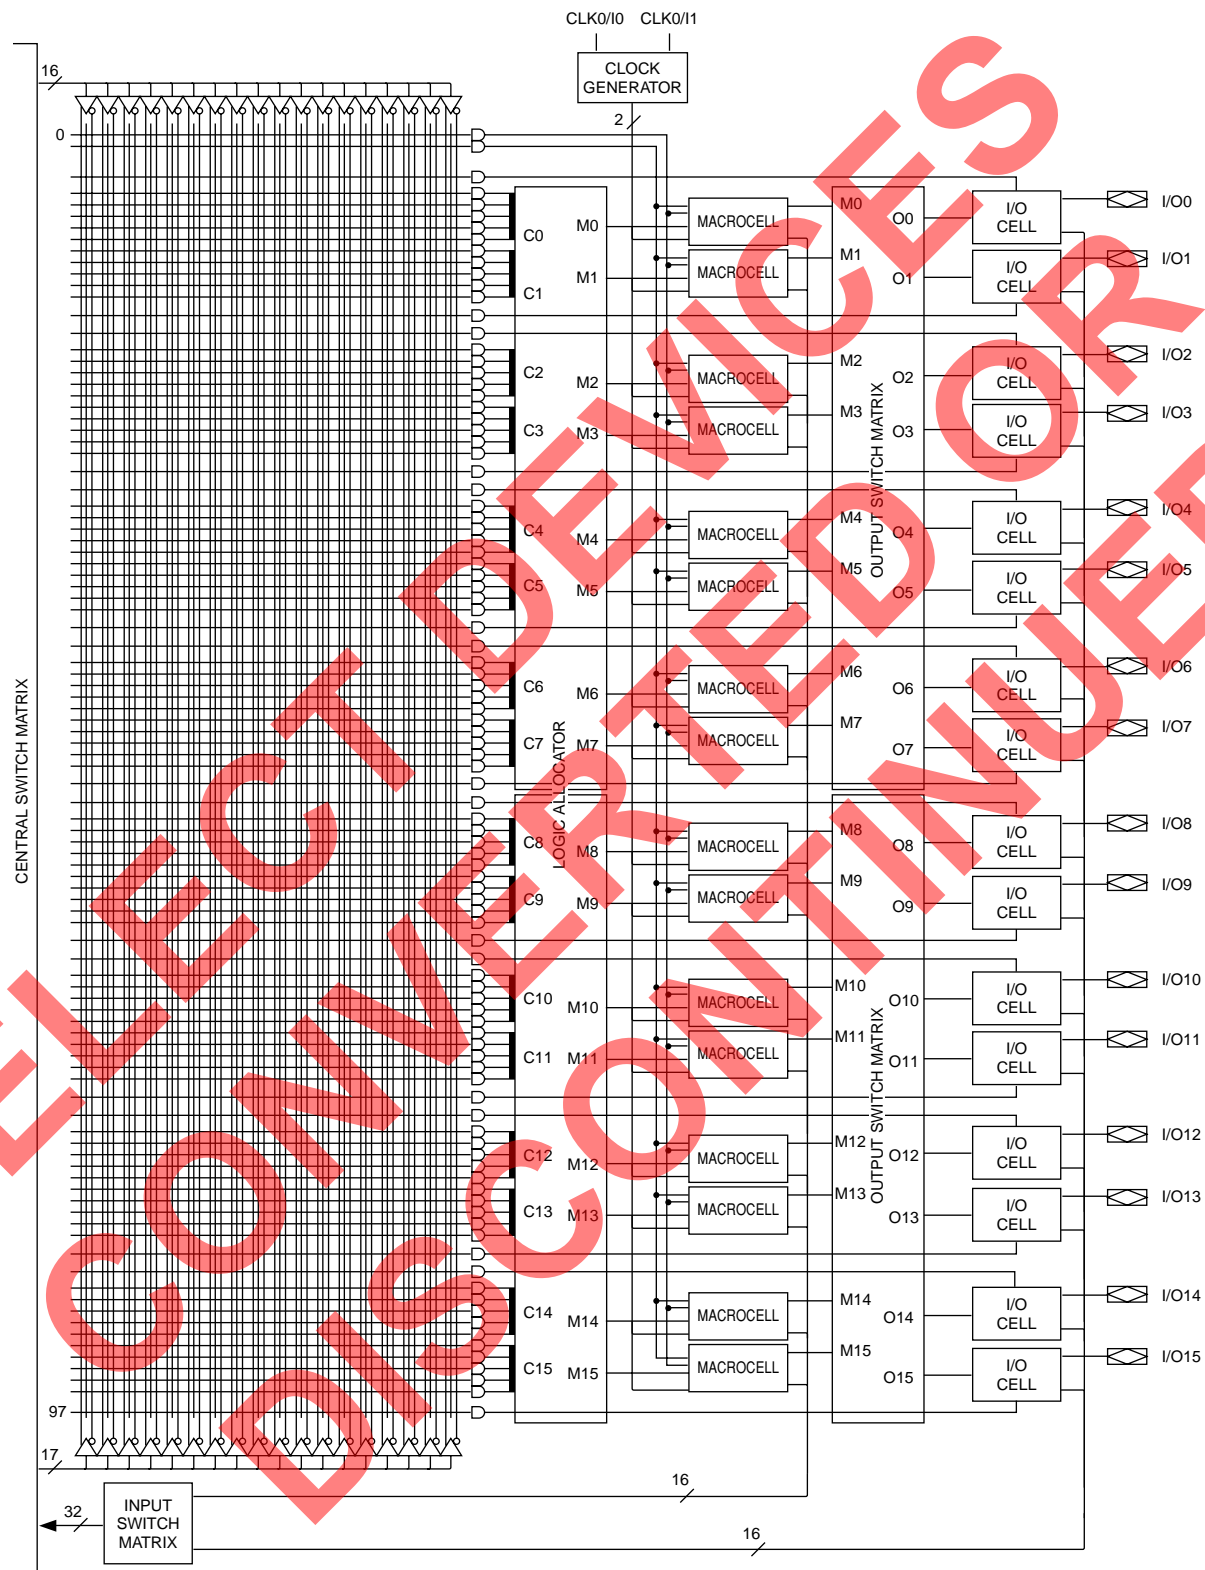 CLK0/I0 CLK0/I1
CLOCK
GENERATOR
16
2
0
C0 M0 MACROCELL M0 O0 I/O CELL I/O0
C1 M1 MACROCELL M1 O1 I/O CELL I/O1
C2 M2 MACROCELL M2 O2 I/O CELL I/O2
C3 M3 MACROCELL M3 O3 I/O CELL I/O3
C4 M4 MACROCELL M4 O4 I/O CELL I/O4
C5 M5 MACROCELL M5 O5 I/O CELL I/O5
C6 M6 MACROCELL M6 O6 I/O CELL I/O6
C7 M7 MACROCELL M7 O7 I/O CELL I/O7
C8 M8 MACROCELL M8 O8 I/O CELL I/O8
C9 M9 MACROCELL M9 O9 I/O CELL I/O9
C10 M10 MACROCELL M10 O10 I/O CELL I/O10
C11 M11 MACROCELL M11 O11 I/O CELL I/O11
C12 M12 MACROCELL M12 O12 I/O CELL I/O12
C13 M13 MACROCELL M13 O13 I/O CELL I/O13
C14 M14 MACROCELL M14 O14 I/O CELL I/O14
C15 M15 MACROCELL M15 O15 I/O CELL I/O15
CENTRAL SWITCH MATRIX
LOGIC ALLOCATOR
OUTPUT SWITCH MATRIX
OUTPUT SWITCH MATRIX
97
17
16
32
INPUT
SWITCH
MATRIX
16
ELECT DEVICES
CONVERTED OR
DISCONTINUED